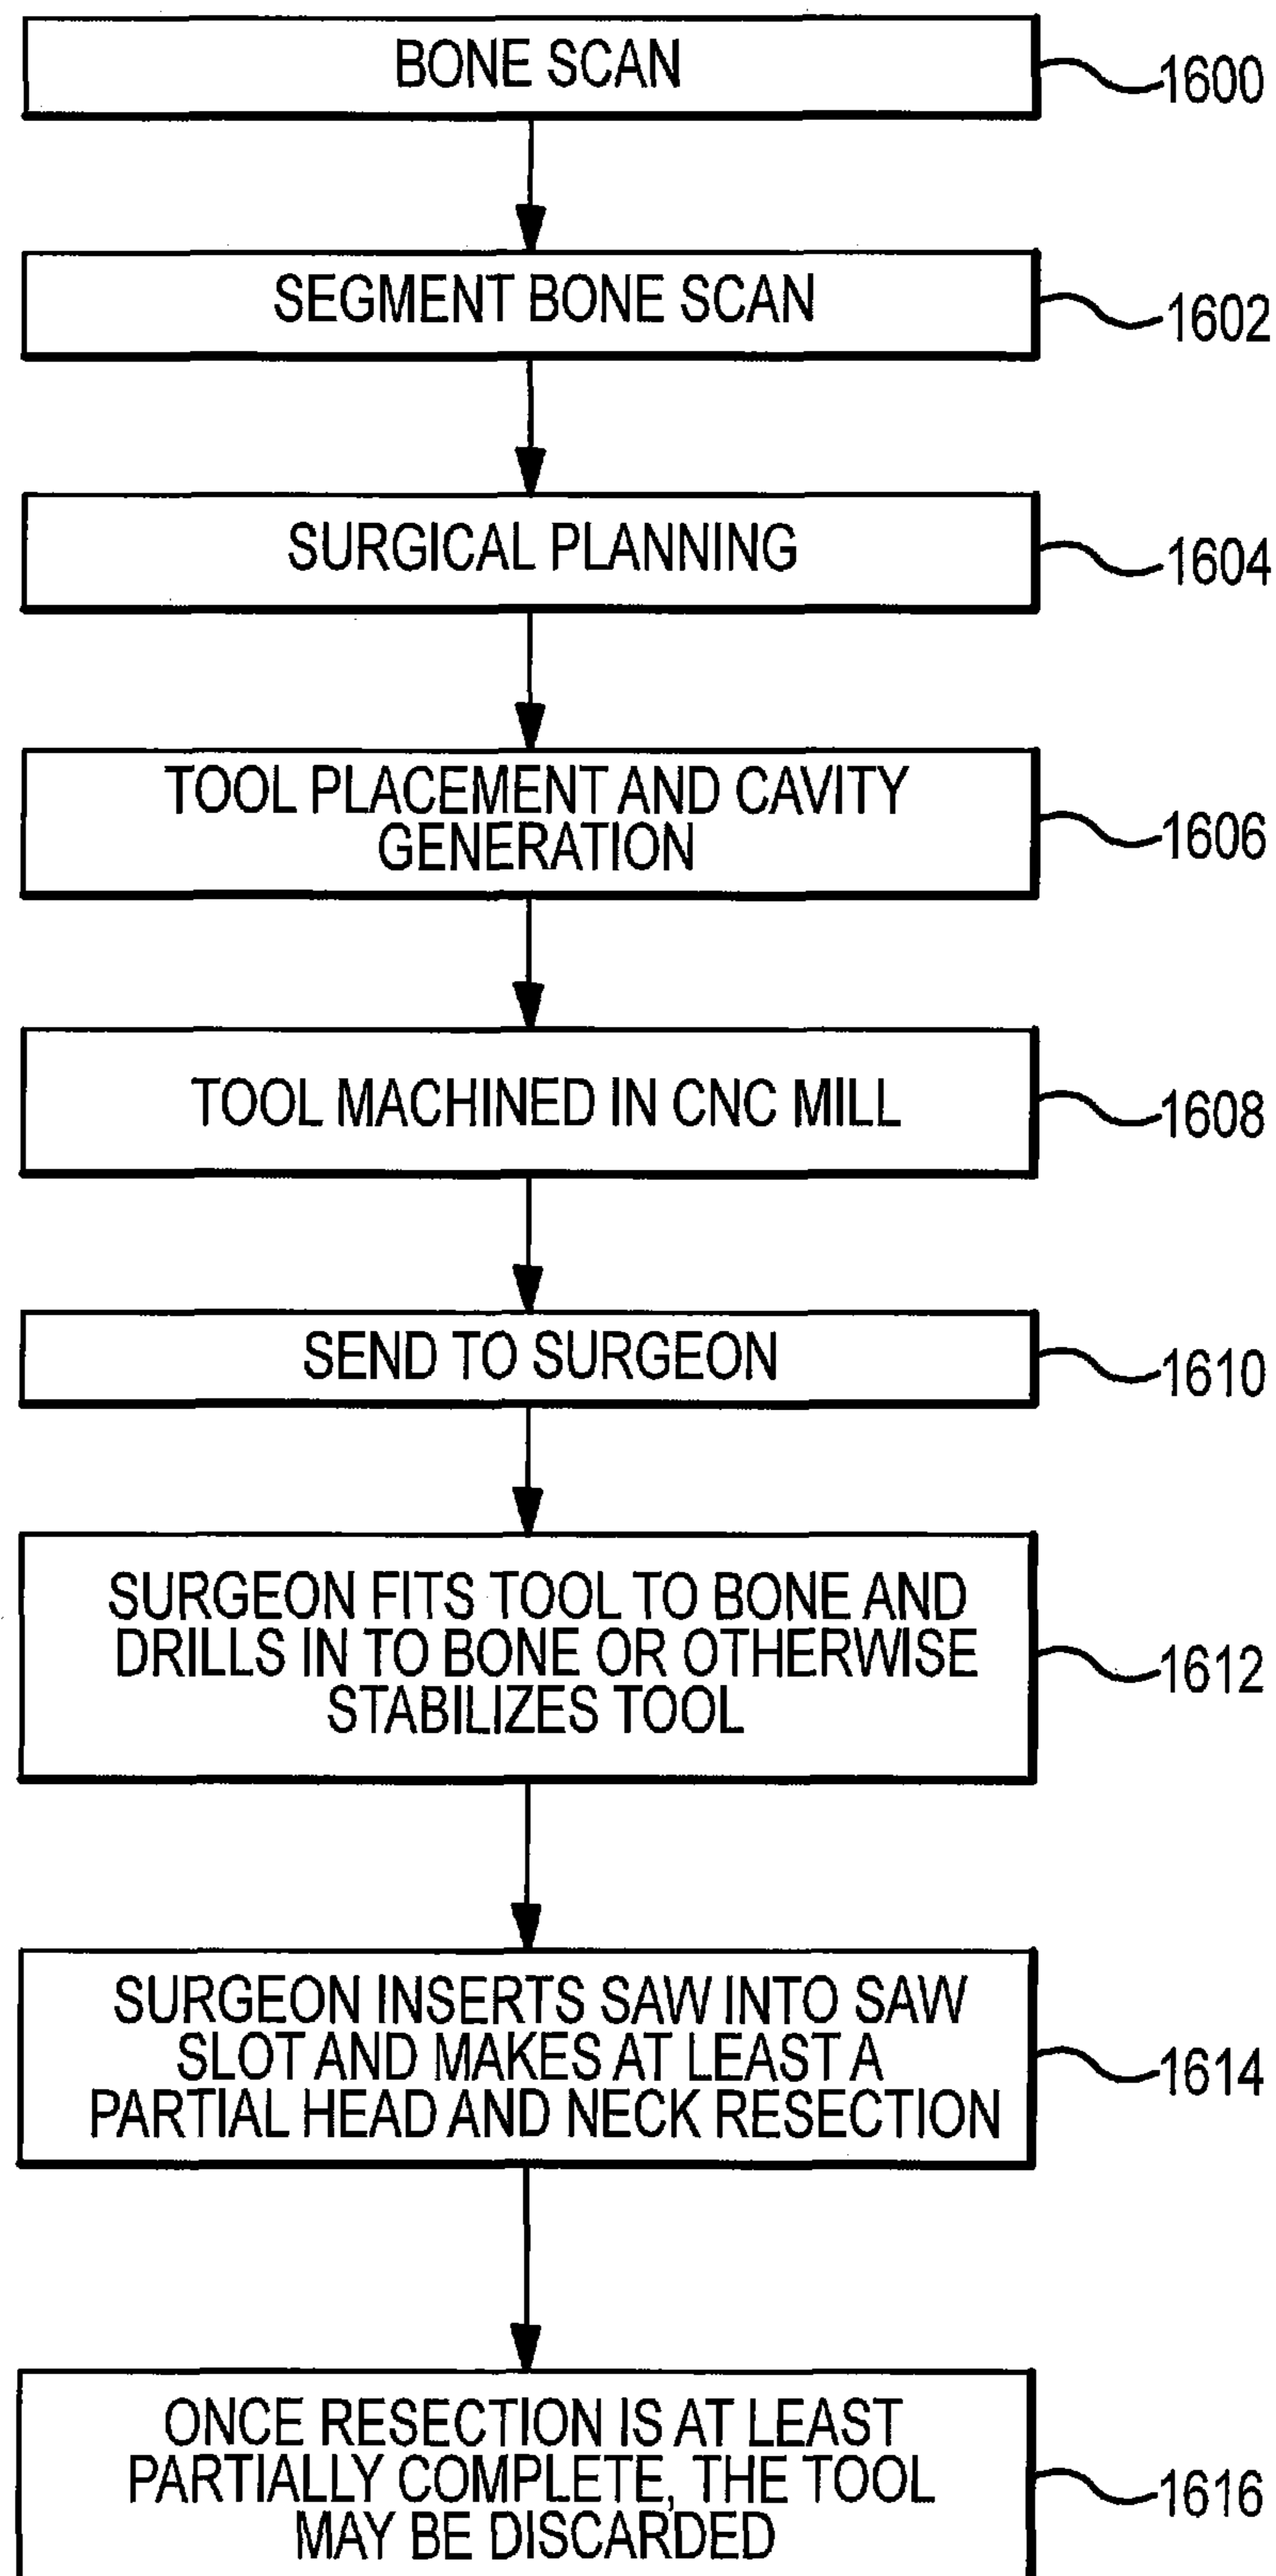 BONE SCAN
1600
SEGMENT BONE SCAN
1602
SURGICAL PLANNING
1604
TOOL PLACEMENT AND CAVITY
GENERATION
1606
TOOL MACHINED IN CNC MILL
1608
SEND TO SURGEON
1610
SURGEON FITS TOOL TO BONE AND
DRILLS IN TO BONE OR OTHERWISE
STABILIZES TOOL
1612
SURGEON INSERTS SAW INTO SAW
SLOT AND MAKES AT LEAST A
PARTIAL HEAD AND NECK RESECTION
1614
ONCE RESECTION IS AT LEAST
PARTIALLY COMPLETE, THE TOOL
MAY BE DISCARDED
1616